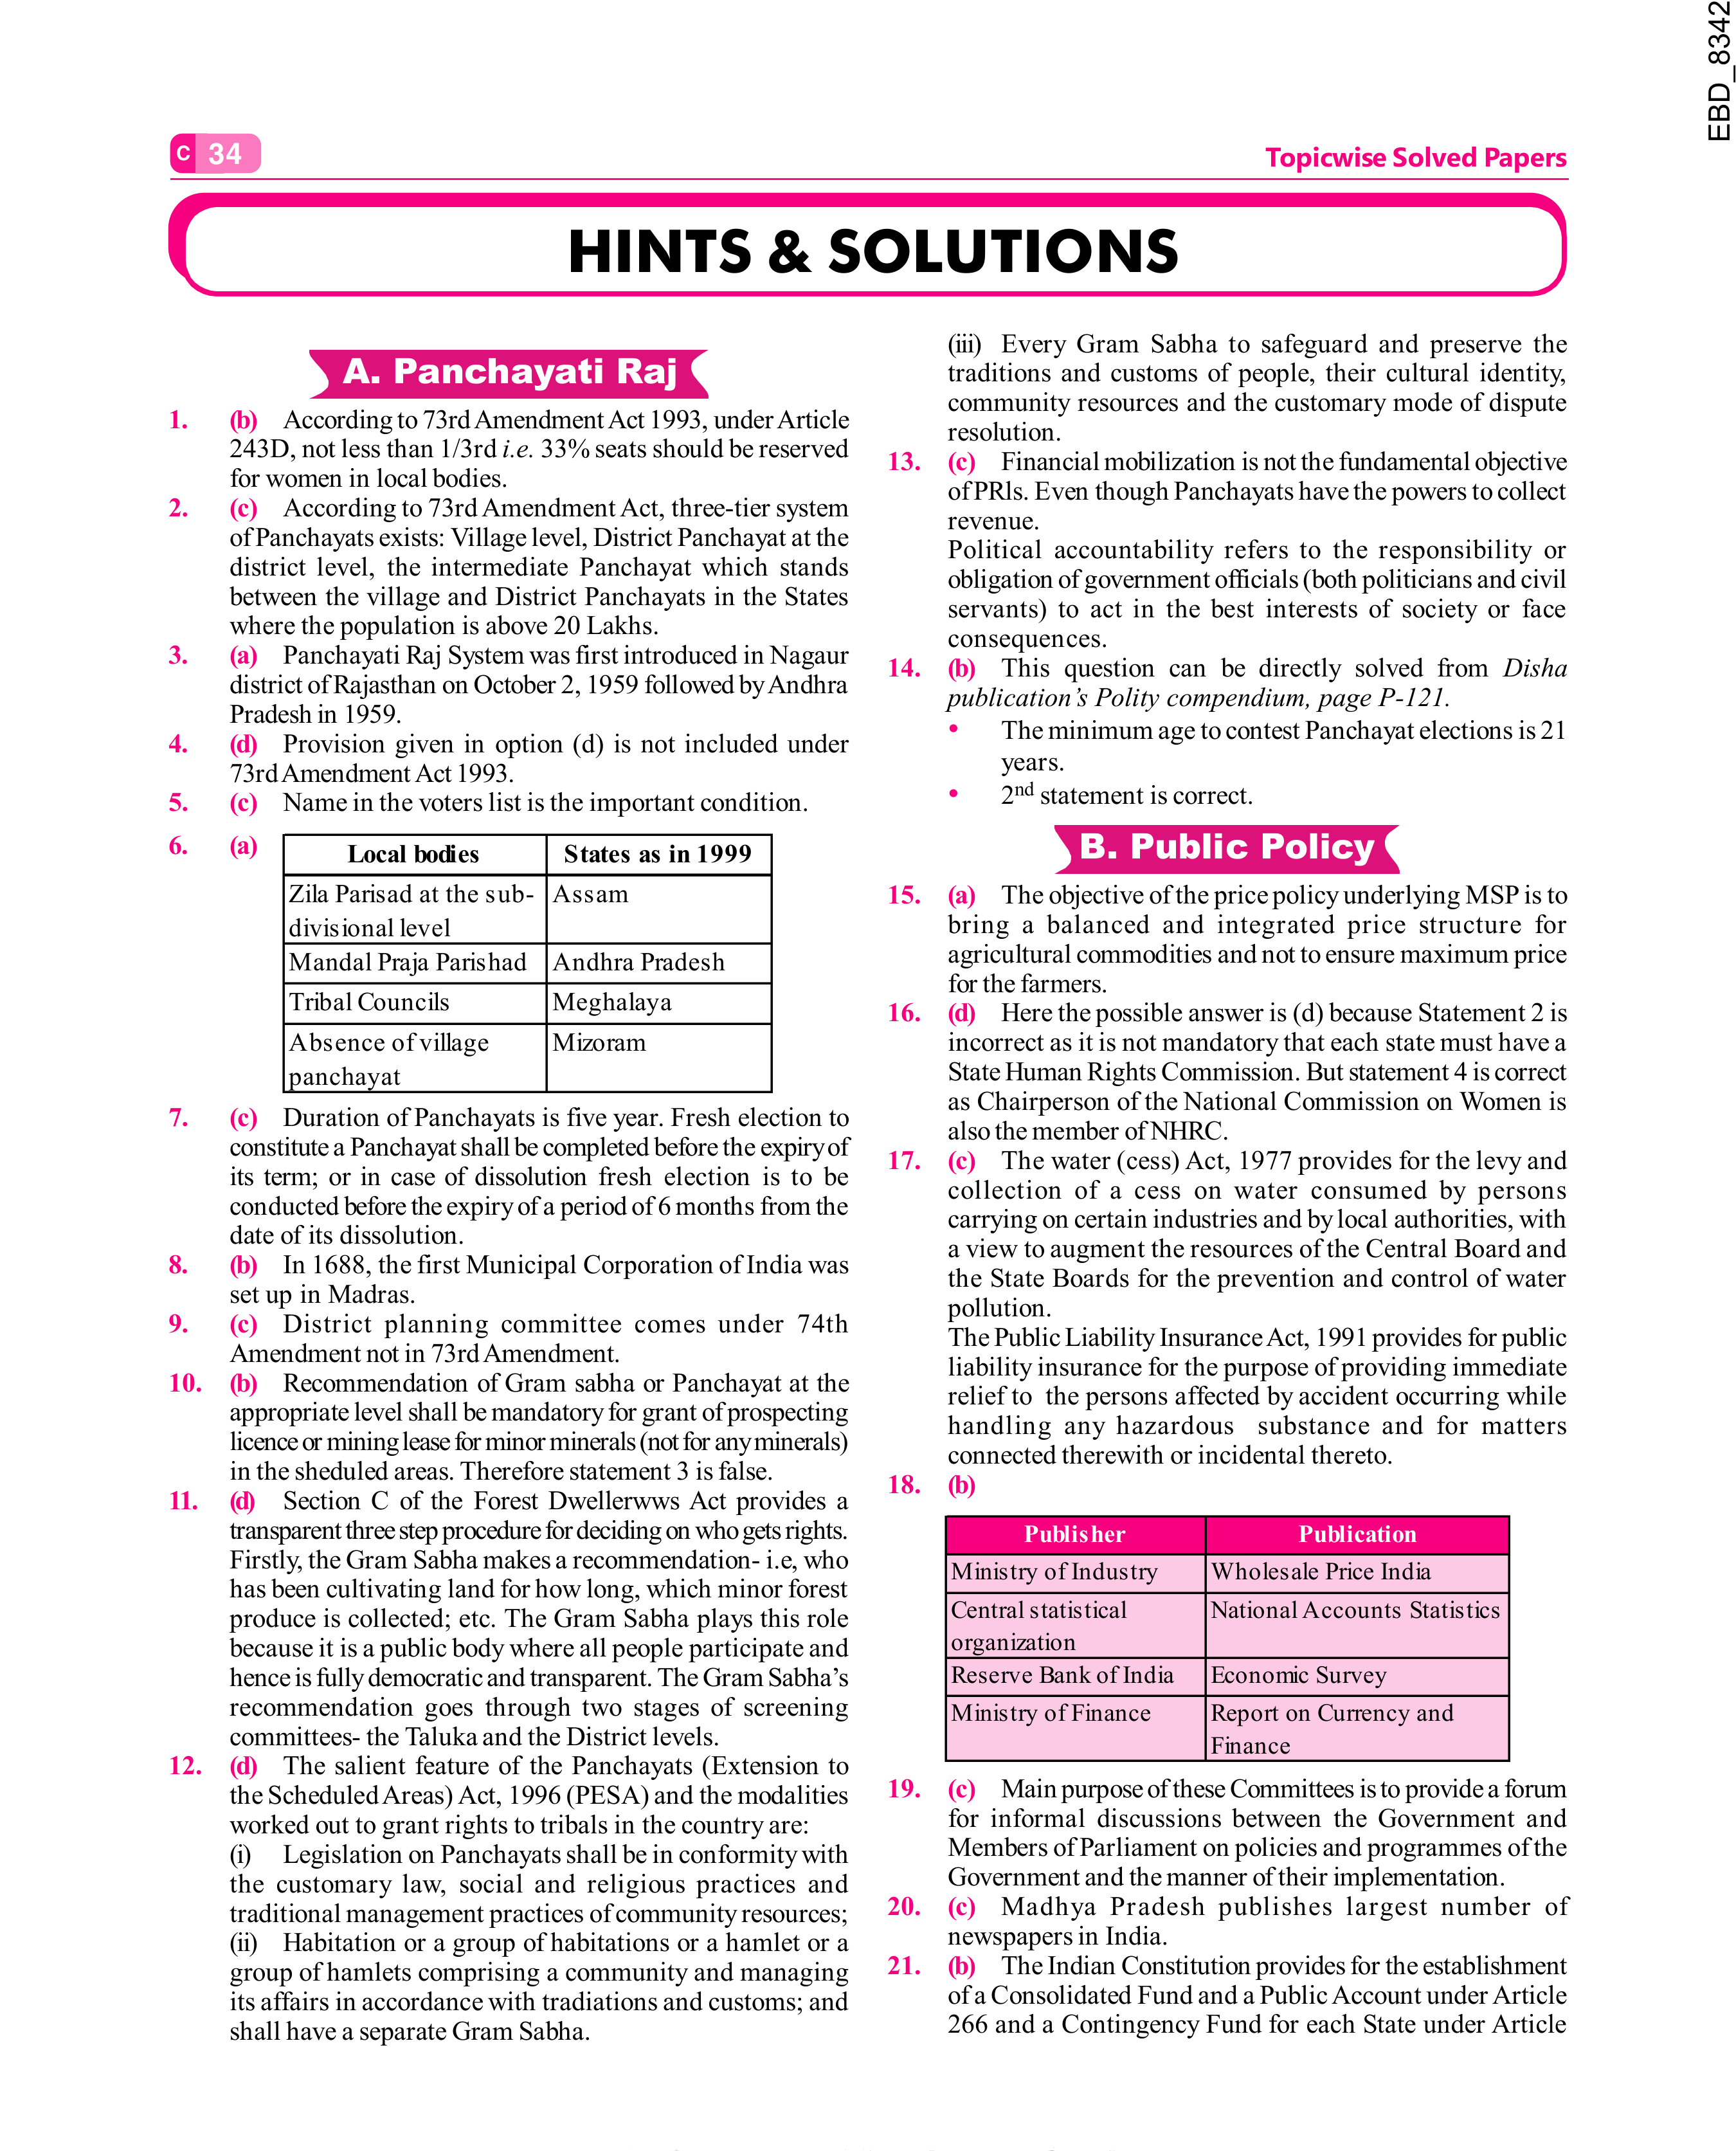 EBD_8342
C 34
Topicwise Solved Papers
HINTS & SOLUTIONS
A. Panchayati Raj
1. (b) According to 73rd Amendment Act 1993, under Article
243D, not less than 1/3rd i.e. 33% seats should be reserved
for women in local bodies.
2. (c) According to 73rd Amendment Act, three-tier system
of Panchayats exists: Village level, District Panchayat at the
district level, the intermediate Panchayat which stands
between the village and District Panchayats in the States
where the population is above 20 Lakhs.
3. (a) Panchayati Raj System was first introduced in Nagaur
district of Rajasthan on October 2, 1959 followed by Andhra
Pradesh in 1959.
4. (d) Provision given in option (d) is not included under
73rd Amendment Act 1993.
5. (c) Name in the voters list is the important condition.
6. (a)
Local bodies States as in 1999
Zila Parisad at the sub- Assam
divisional level
Mandal Praja Parishad Andhra Pradesh
Tribal Councils Meghalaya
Absence of village Mizoram
panchayat
7. (c) Duration of Panchayats is five year. Fresh election to
constitute a Panchayat shall be completed before the expiry of
its term; or in case of dissolution fresh election is to be
conducted before the expiry of a period of 6 months from the
date of its dissolution.
8. (b) In 1688, the first Municipal Corporation of India was
set up in Madras.
9. (c) District planning committee comes under 74th
Amendment not in 73rd Amendment.
10. (b) Recommendation of Gram sabha or Panchayat at the
appropriate level shall be mandatory for grant of prospecting
licence or mining lease for minor minerals (not for any minerals)
in the sheduled areas. Therefore statement 3 is false.
11. (d) Section C of the Forest Dwellerwws Act provides a
transparent three step procedure for deciding on who gets rights.
Firstly, the Gram Sabha makes a recommendation- i.e, who
has been cultivating land for how long, which minor forest
produce is collected; etc. The Gram Sabha plays this role
because it is a public body where all people participate and
hence is fully democratic and transparent. The Gram Sabha’s
recommendation goes through two stages of screening
committees- the Taluka and the District levels.
12. (d) The salient feature of the Panchayats (Extension to
the Scheduled Areas) Act, 1996 (PESA) and the modalities
worked out to grant rights to tribals in the country are:
(i) Legislation on Panchayats shall be in conformity with
the customary law, social and religious practices and
traditional management practices of community resources;
(ii) Habitation or a group of habitations or a hamlet or a
group of hamlets comprising a community and managing
its affairs in accordance with tradiations and customs; and
shall have a separate Gram Sabha.
(iii) Every Gram Sabha to safeguard and preserve the
traditions and customs of people, their cultural identity,
community resources and the customary mode of dispute
resolution.
13. (c) Financial mobilization is not the fundamental objective
of PRls. Even though Panchayats have the powers to collect
revenue.
Political accountability refers to the responsibility or
obligation of government officials (both politicians and civil
servants) to act in the best interests of society or face
consequences.
14. (b) This question can be directly solved from Disha
publication’s Polity compendium, page P-121.
• The minimum age to contest Panchayat elections is 21
years.
• 2nd statement is correct.
B. Public Policy
15. (a) The objective of the price policy underlying MSP is to
bring a balanced and integrated price structure for
agricultural commodities and not to ensure maximum price
for the farmers.
16. (d) Here the possible answer is (d) because Statement 2 is
incorrect as it is not mandatory that each state must have a
State Human Rights Commission. But statement 4 is correct
as Chairperson of the National Commission on Women is
also the member of NHRC.
17. (c) The water (cess) Act, 1977 provides for the levy and
collection of a cess on water consumed by persons
carrying on certain industries and by local authorities, with
a view to augment the resources of the Central Board and
the State Boards for the prevention and control of water
pollution.
The Public Liability Insurance Act, 1991 provides for public
liability insurance for the purpose of providing immediate
relief to the persons affected by accident occurring while
handling any hazardous substance and for matters
connected therewith or incidental thereto.
18. (b)
Publisher Publication
Ministry of Industry Wholesale Price India
Central statistical National Accounts Statistics
organization
Reserve Bank of India Economic Survey
Ministry of Finance Report on Currency and
Finance
19. (c) Main purpose of these Committees is to provide a forum
for informal discussions between the Government and
Members of Parliament on policies and programmes of the
Government and the manner of their implementation.
20. (c) Madhya Pradesh publishes largest number of
newspapers in India.
21. (b) The Indian Constitution provides for the establishment
of a Consolidated Fund and a Public Account under Article
266 and a Contingency Fund for each State under Article